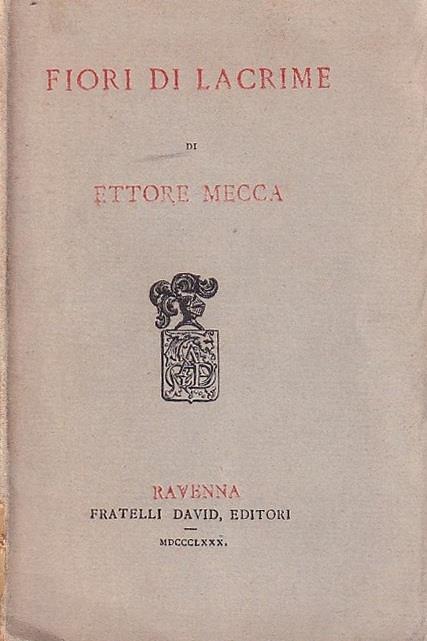 FIORI DI LACRIME
DI
ETTORE MECCA
RAVENNA
FRATELLI DAVID, EDITORI
MDCCCLXXX.